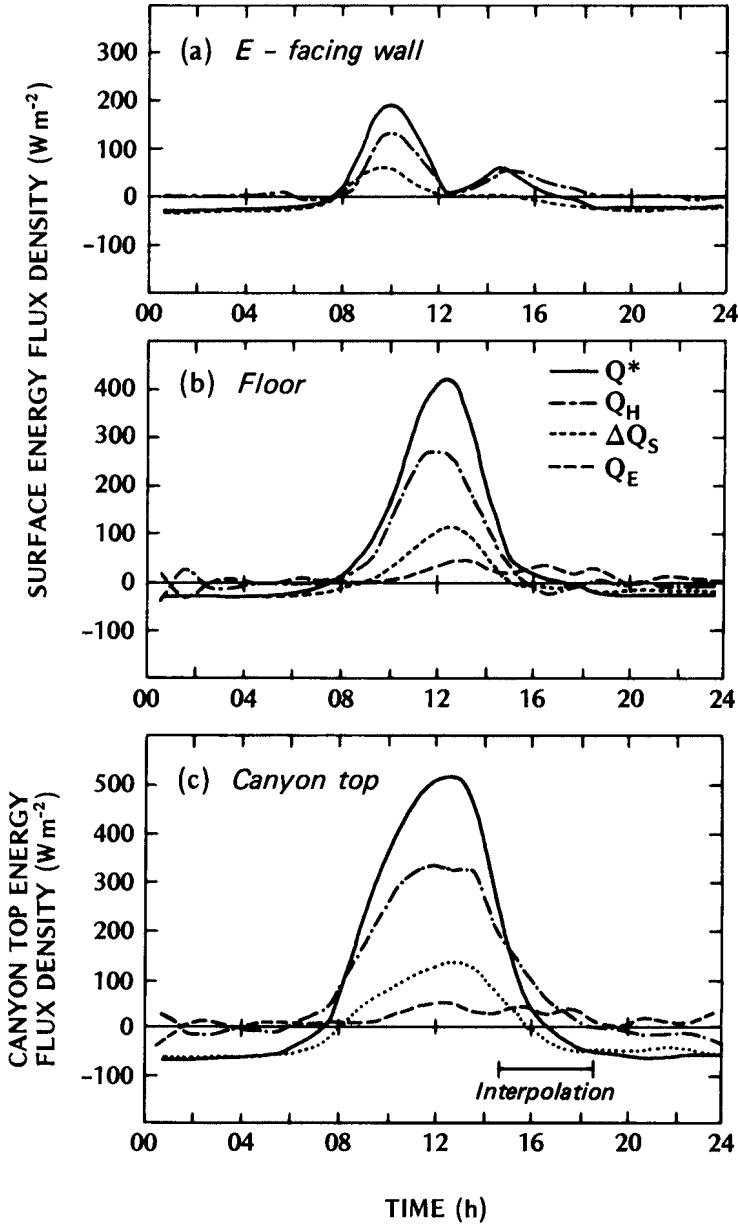 SURFACE ENERGY FLUX DENSITY (W m⁻²)
(a) E - facing wall
300
200
100
0
-100
00 04 08 12 16 20 24
(b) Floor
Q*
Q_H
ΔQ_S
Q_E
400
300
200
100
0
-100
00 04 08 12 16 20 24
CANYON TOP ENERGY
FLUX DENSITY (W m⁻²)
(c) Canyon top
500
400
300
200
100
0
-100
Interpolation
00 04 08 12 16 20 24
TIME (h)